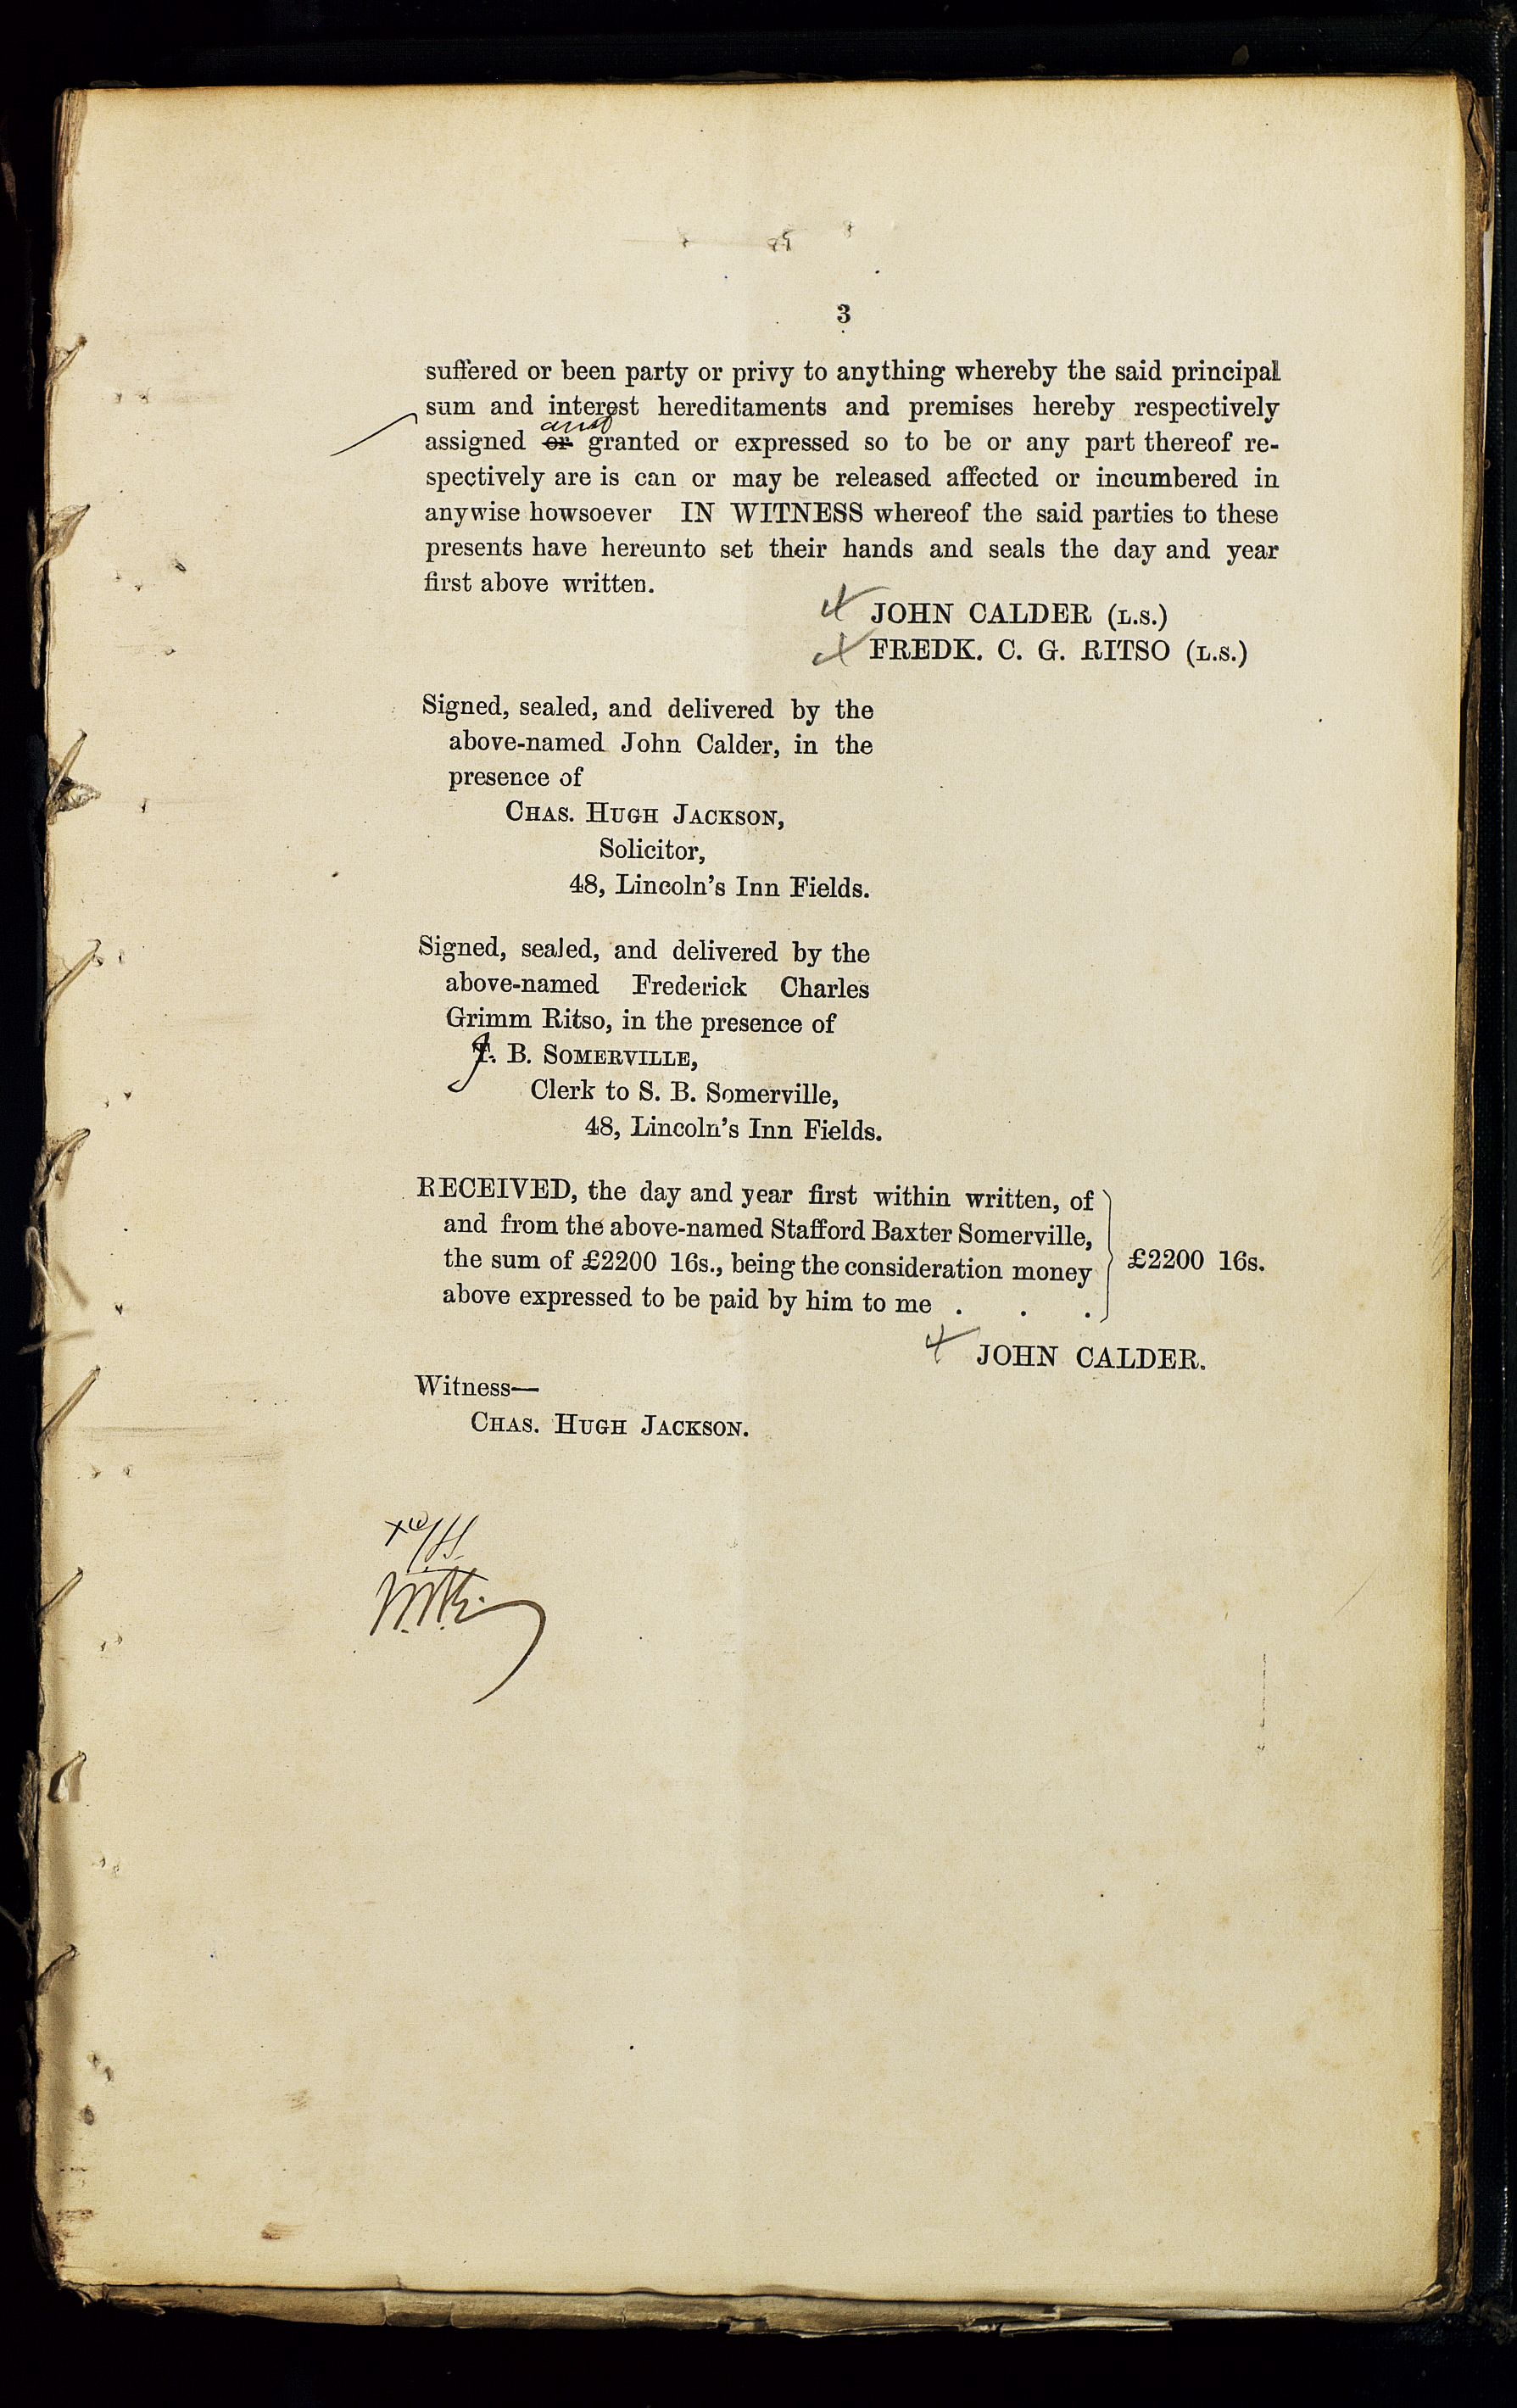 3
suffered or been party or privy to anything whereby the said principal
sum and interest hereditaments and premises hereby respectively
and
assigned or granted or expressed so to be or any part thereof re-
spectively are is can or may be released affected or incumbered in
anywise howsoever IN WITNESS whereof the said parties to these
presents have hereunto set their hands and seals the day and year
first above written.
JOHN CALDER (L.S.)
FREDK. C. G. RITSO (L.S.)
Signed, sealed, and delivered by the
above-named John Calder, in the
presence of
CHAS. HUGH JACKSON,
Solicitor,
48, Lincoln's Inn Fields.
Signed, sealed, and delivered by the
above-named Frederick Charles
Grimm Ritso, in the presence of
J. B. SOMERVILLE,
Clerk to S. B. Somerville,
48, Lincoln's Inn Fields.
RECEIVED, the day and year first within written, of
and from the above-named Stafford Baxter Somerville,
the sum of £2200 16s., being the consideration money £2200 16s.
above expressed to be paid by him to me . . .
JOHN CALDER.
Witness—
CHAS. HUGH JACKSON.